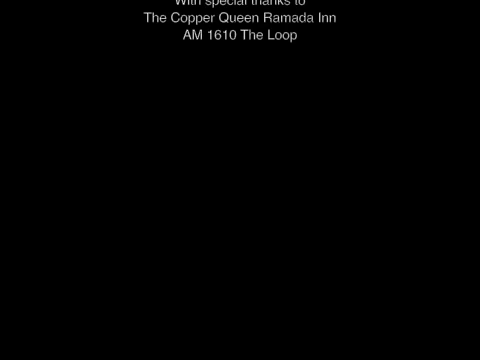 With special thanks to
The Copper Queen Ramada Inn
AM 1610 The Loop